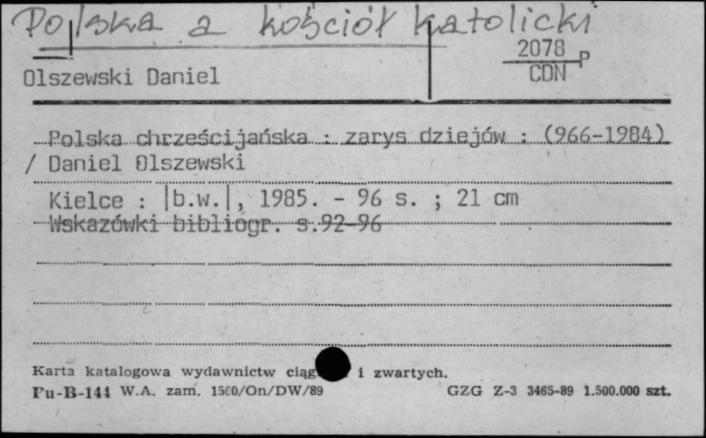 Polska a kościół katolicki
2078 P
CDN
Olszewski Daniel
Polska chrześcijańska : zarys dziejów : (966-1984)
/ Daniel Olszewski
Kielce : |b.w.|, 1985. - 96 s. ; 21 cm
Wskazówki bibliogr. s.92-96
Karta katalogowa wydawnictw ciąg i zwartych.
Pu-B-144 W.A. zam. 1560/On/DW/89 GZG Z-3 3465-89 1.500.000 szt.